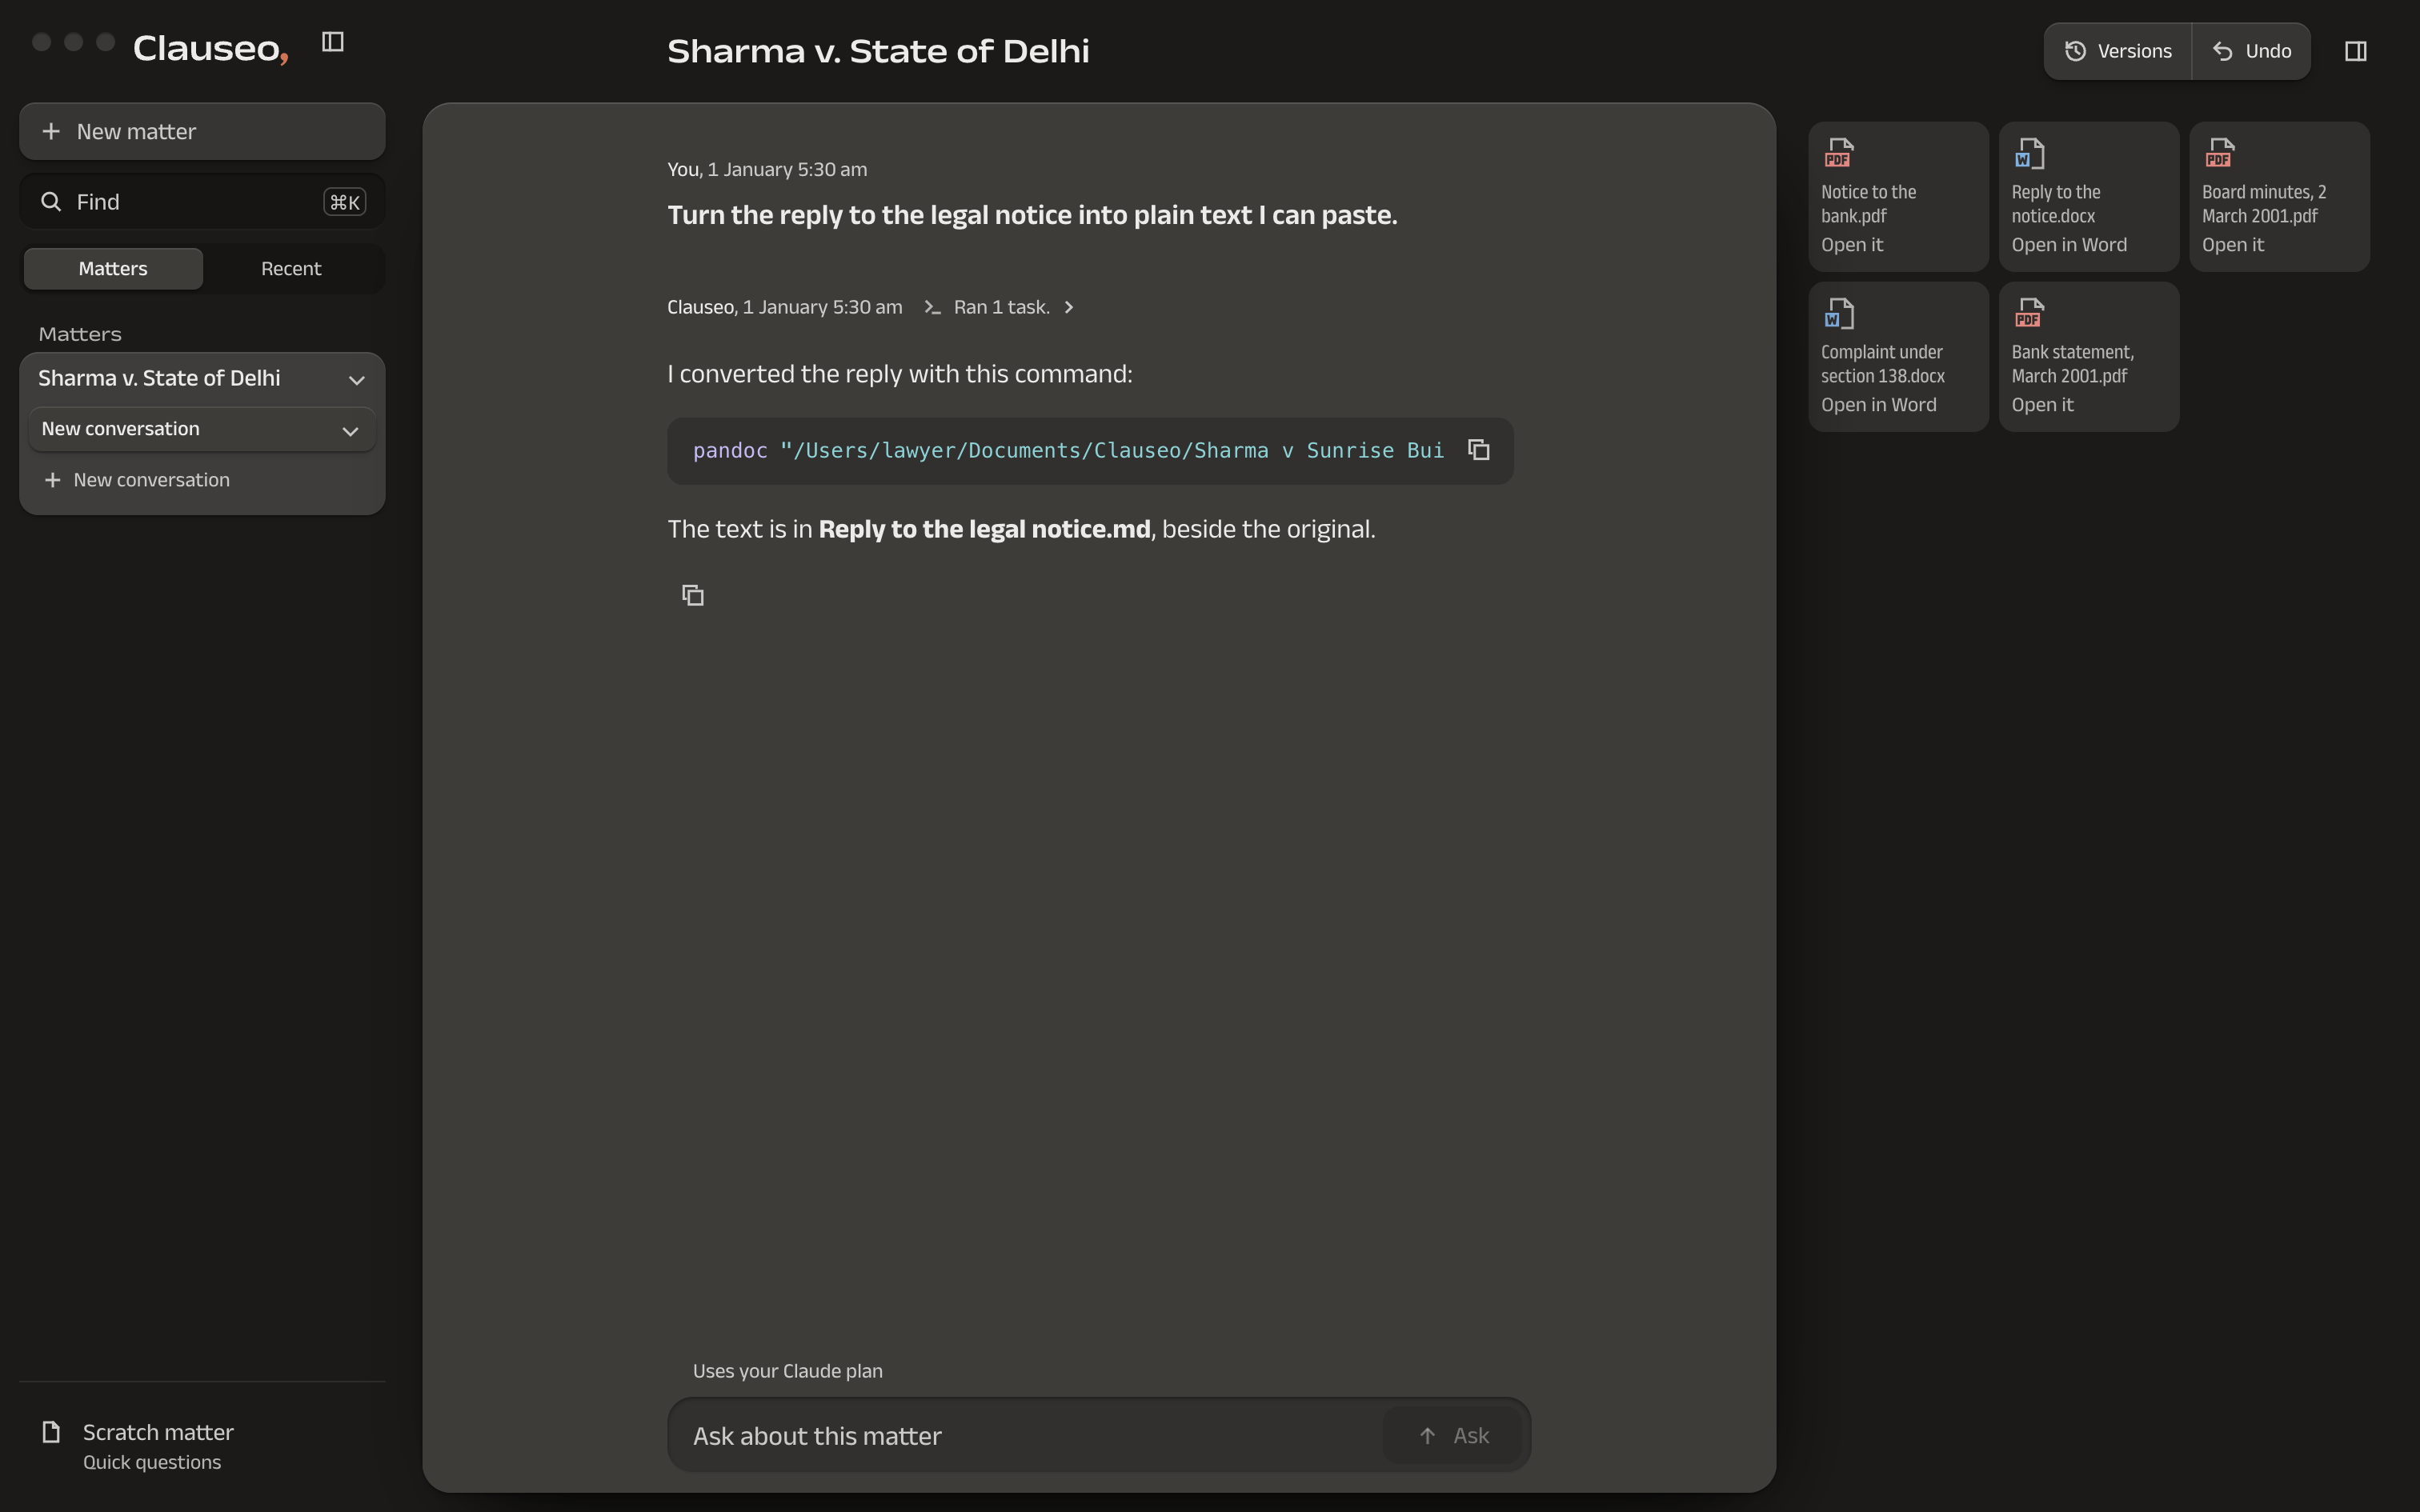 Clauseo,
Sharma v. State of Delhi
Versions
Undo
New matter
Find
⌘K
Matters
Recent
Matters
Sharma v. State of Delhi
New conversation
New conversation
You, 1 January 5:30 am
Turn the reply to the legal notice into plain text I can paste.
Clauseo, 1 January 5:30 am
Ran 1 task.
I converted the reply with this command:
pandoc "/Users/lawyer/Documents/Clauseo/Sharma v Sunrise Bui
The text is in Reply to the legal notice.md, beside the original.
Uses your Claude plan
Ask about this matter
Ask
Notice to the
bank.pdf
Open it
Reply to the
notice.docx
Open in Word
Board minutes, 2
March 2001.pdf
Open it
Complaint under
section 138.docx
Open in Word
Bank statement,
March 2001.pdf
Open it
Scratch matter
Quick questions